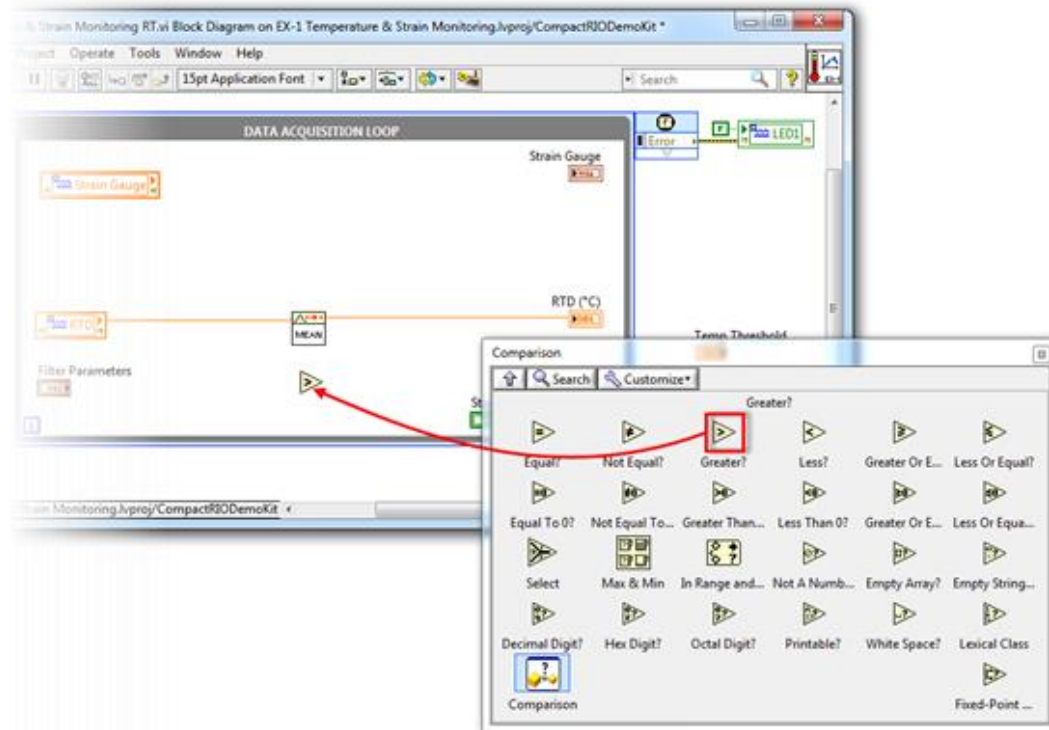 & Strain Monitoring RT.vi Block Diagram on EX-1 Temperature & Strain Monitoring.lvproj/CompactRIODemoKit *
Project Operate Tools Window Help
15pt Application Font
Search
DATA ACQUISITION LOOP
Error
F
LED1
Strain Gauge
Strain Gauge
RTD (°C)
RTD
MEAN
Temp Threshold
Filter Parameters
St
i
Strain Monitoring.lvproj/CompactRIODemoKit
Comparison
Search Customize
Greater?
Equal? Not Equal? Greater? Less? Greater Or E... Less Or Equal?
Equal To 0? Not Equal To... Greater Than... Less Than 0? Greater Or E... Less Or Equa...
Select Max & Min In Range and... Not A Numb... Empty Array? Empty String...
Decimal Digit? Hex Digit? Octal Digit? Printable? White Space? Lexical Class
Comparison Fixed-Point ...